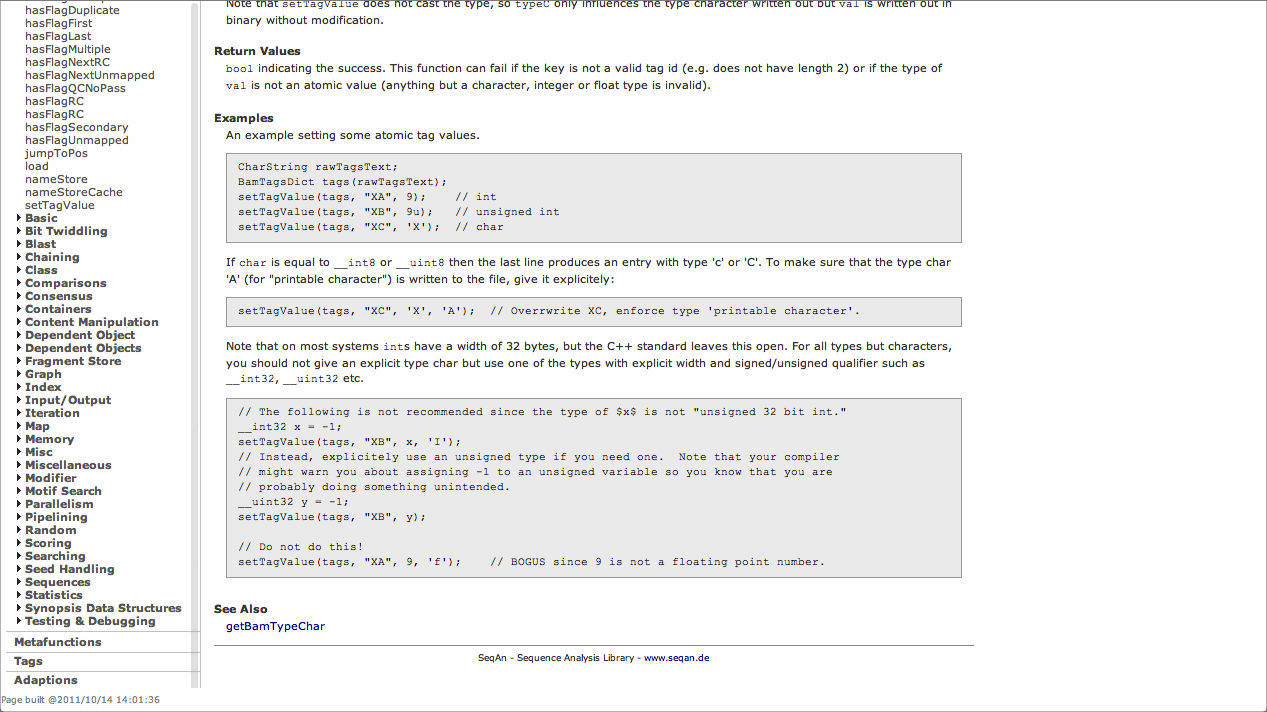 hasFlagDuplicate
hasFlagFirst
hasFlagLast
hasFlagMultiple
hasFlagNextRC
hasFlagNextUnmapped
hasFlagQCNoPass
hasFlagRC
hasFlagRC
hasFlagSecondary
hasFlagUnmapped
jumpToPos
load
nameStore
nameStoreCache
setTagValue
Basic
Bit Twiddling
Blast
Chaining
Class
Comparisons
Consensus
Containers
Content Manipulation
Dependent Object
Dependent Objects
Fragment Store
Graph
Index
Input/Output
Iteration
Map
Memory
Misc
Miscellaneous
Modifier
Motif Search
Parallelism
Pipelining
Random
Scoring
Searching
Seed Handling
Sequences
Statistics
Synopsis Data Structures
Testing & Debugging
Metafunctions
Tags
Adaptions
Page built @2011/10/14 14:01:36
Note that setTagValue does not cast the type, so typeC only influences the type character written out but val is written out in
binary without modification.
Return Values
bool indicating the success. This function can fail if the key is not a valid tag id (e.g. does not have length 2) or if the type of
val is not an atomic value (anything but a character, integer or float type is invalid).
Examples
An example setting some atomic tag values.
CharString rawTagsText;
BamTagsDict tags(rawTagsText);
setTagValue(tags, "XA", 9);    // int
setTagValue(tags, "XB", 9u);   // unsigned int
setTagValue(tags, "XC", 'X');  // char
If char is equal to __int8 or __uint8 then the last line produces an entry with type 'c' or 'C'. To make sure that the type char
'A' (for "printable character") is written to the file, give it explicitly:
setTagValue(tags, "XC", 'X', 'A');  // Overrwrite XC, enforce type 'printable character'.
Note that on most systems ints have a width of 32 bytes, but the C++ standard leaves this open. For all types but characters,
you should not give an explicit type char but use one of the types with explicit width and signed/unsigned qualifier such as
__int32, __uint32 etc.
// The following is not recommended since the type of $x$ is not "unsigned 32 bit int."
__int32 x = -1;
setTagValue(tags, "XB", x, 'I');
// Instead, explicitly use an unsigned type if you need one.  Note that your compiler
// might warn you about assigning -1 to an unsigned variable so you know that you are
// probably doing something unintended.
__uint32 y = -1;
setTagValue(tags, "XB", y);
// Do not do this!
setTagValue(tags, "XA", 9, 'f');    // BOGUS since 9 is not a floating point number.
See Also
getBamTypeChar
SeqAn - Sequence Analysis Library - www.seqan.de